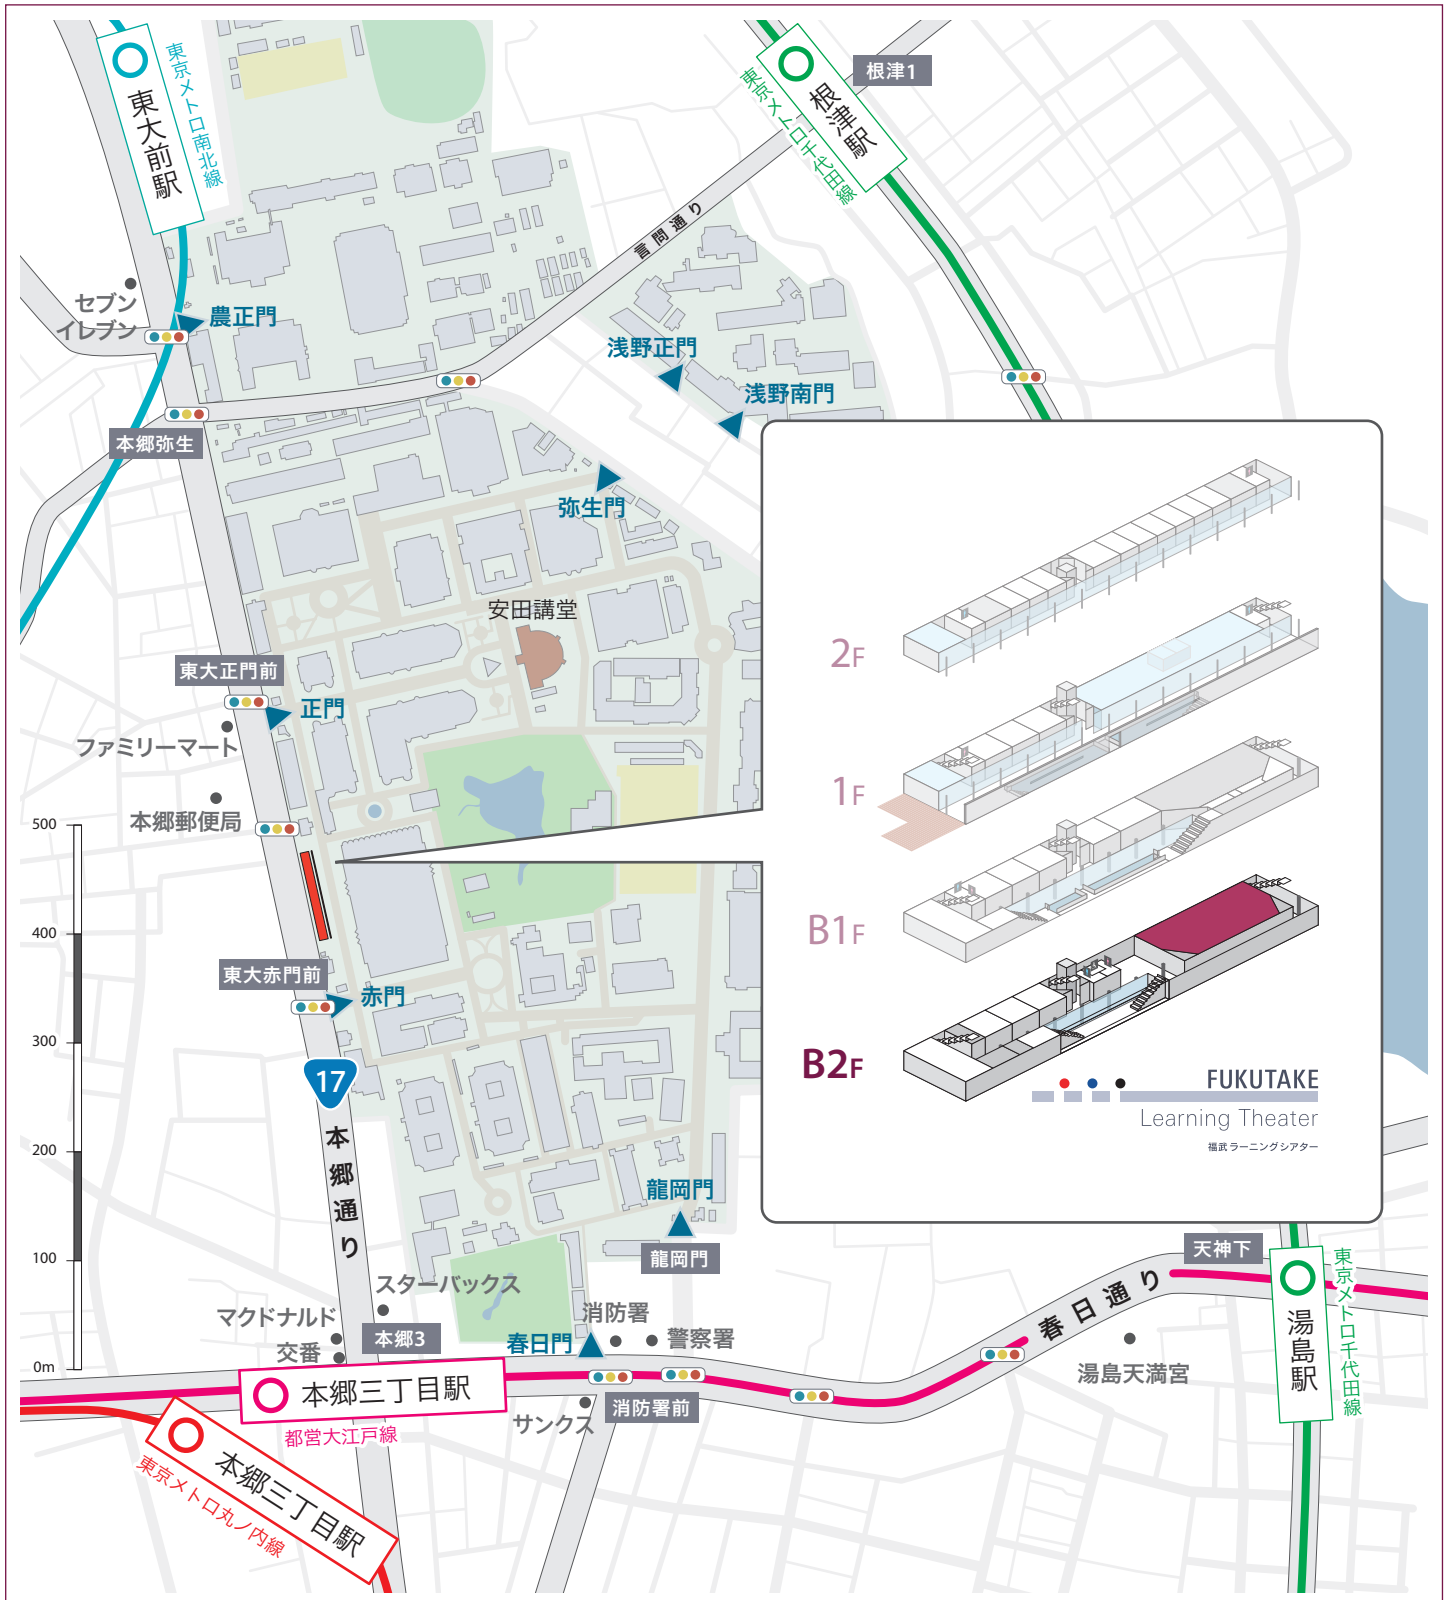 東大前駅
東京メトロ南北線
根津駅
東京メトロ千代田線
根津1
言問通り
セブン
イレブン
農正門
浅野正門
浅野南門
本郷弥生
弥生門
安田講堂
東大正門前
正門
ファミリーマート
本郷郵便局
東大赤門前
赤門
17
本郷通り
500
400
300
200
100
0m
2F
1F
B1F
B2F
FUKUTAKE
Learning Theater
福武ラーニングシアター
龍岡門
龍岡門
天神下
スターバックス
マクドナルド
交番
本郷3
消防署
警察署
春日門
春日通り
湯島天満宮
湯島駅
東京メトロ千代田線
本郷三丁目駅
都営大江戸線
サンクス
消防署前
本郷三丁目駅
東京メトロ丸ノ内線